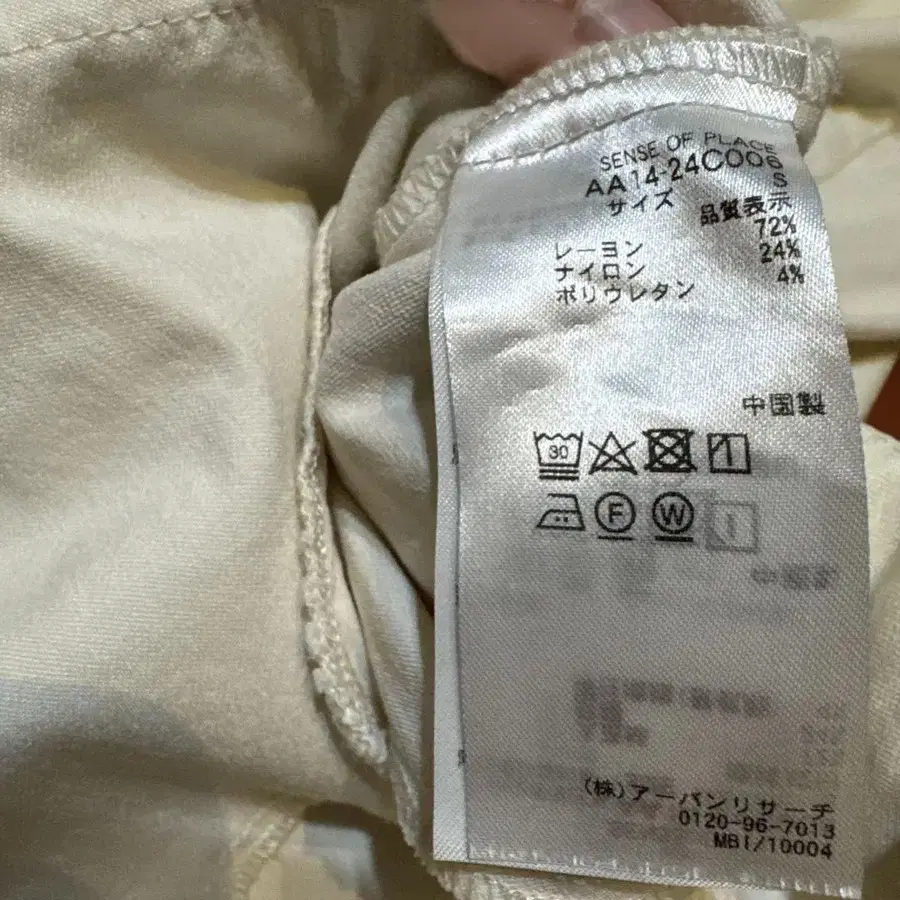 SENSE OF PLACE
AA14-24C006
サイズ S
品質表示
レーヨン 72%
ナイロン 24%
ポリウレタン 4%
中国製
30
F W
(株)アーバンリサーチ
0120-96-7013
MBI/10004